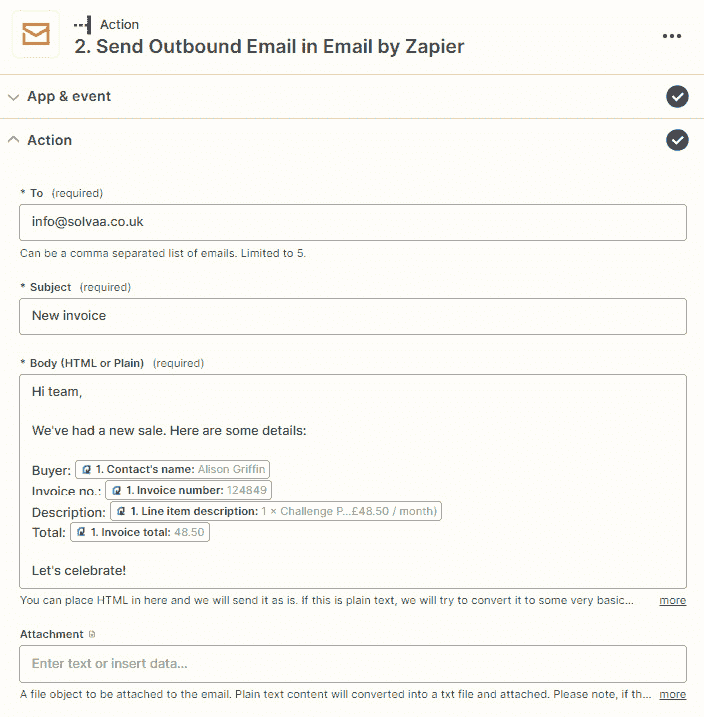 Action
2. Send Outbound Email in Email by Zapier
App & event
Action
* To (required)
info@solvaa.co.uk
Can be a comma separated list of emails. Limited to 5.
* Subject (required)
New invoice
* Body (HTML or Plain) (required)
Hi team,
We've had a new sale. Here are some details:
Buyer: 1. Contact's name: Alison Griffin
Invoice no.: 1. Invoice number: 124849
Description: 1. Line item description: 1 × Challenge P...£48.50 / month)
Total: 1. Invoice total: 48.50
Let's celebrate!
You can place HTML in here and we will send it as is. If this is plain text, we will try to convert it to some very basic... more
Attachment
Enter text or insert data...
A file object to be attached to the email. Plain text content will converted into a txt file and attached. Please note, if th... more